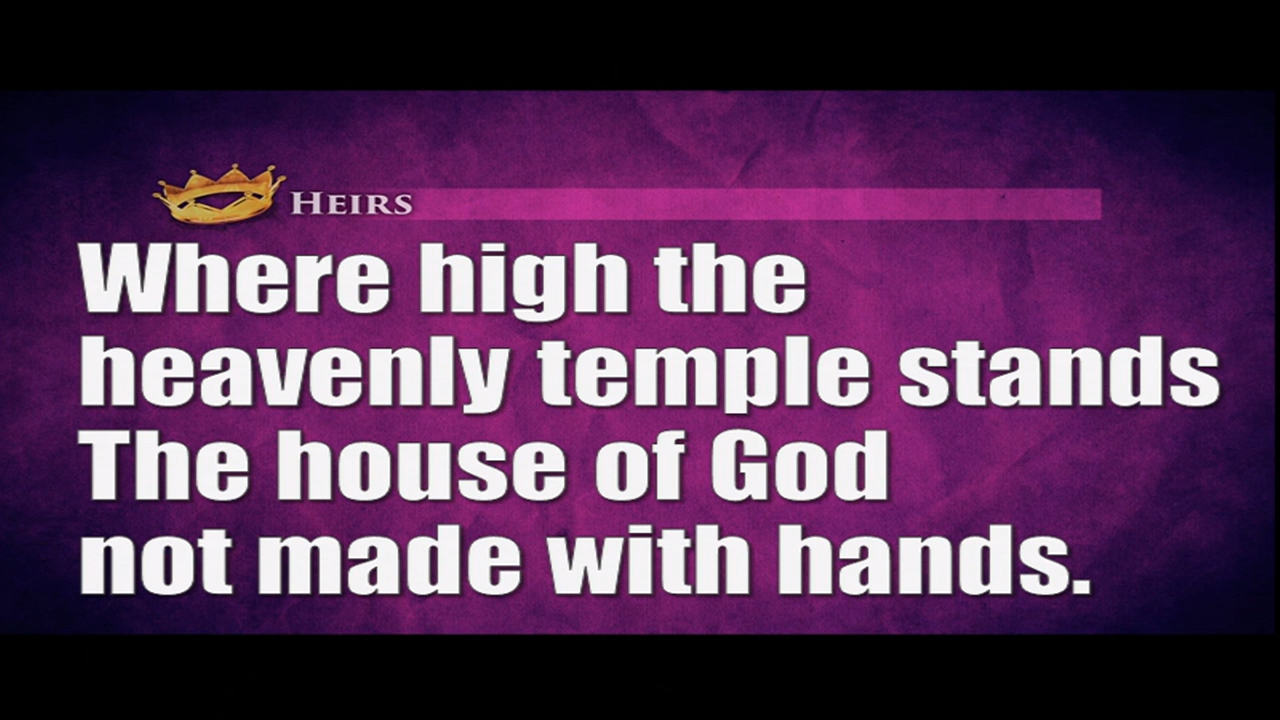 HEIRS
Where high the
heavenly temple stands
The house of God
not made with hands.